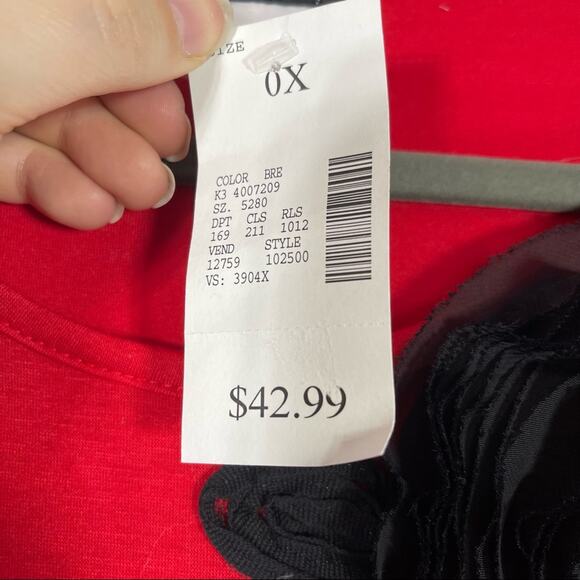 SIZE
0X
COLOR BRE
K3 4007209
SZ. 5280
DPT CLS RLS
169 211 1012
VEND STYLE
12759 102500
VS: 3904X
$42.99